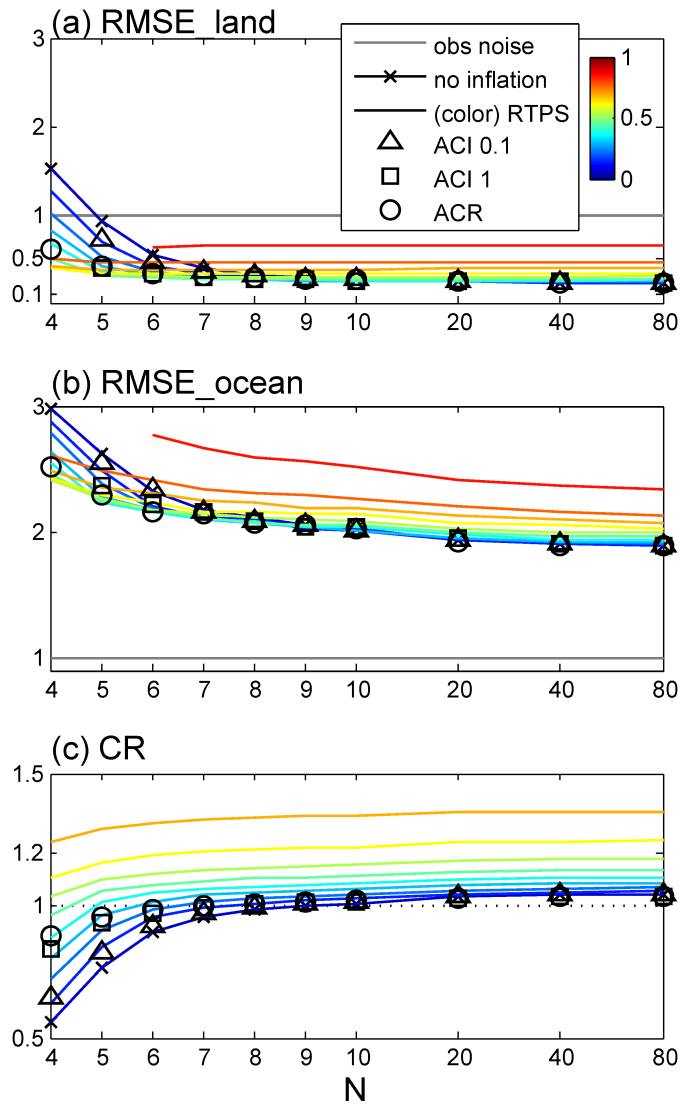 (a) RMSE_land
3
2
1
0.5
0.1
obs noise
no inflation
(color) RTPS
ACI 0.1
ACI 1
ACR
1
0.5
0
4 5 6 7 8 9 10 20 40 80
(b) RMSE_ocean
3
2
1
4 5 6 7 8 9 10 20 40 80
(c) CR
1.5
1.2
1
0.5
4 5 6 7 8 9 10 20 40 80
N